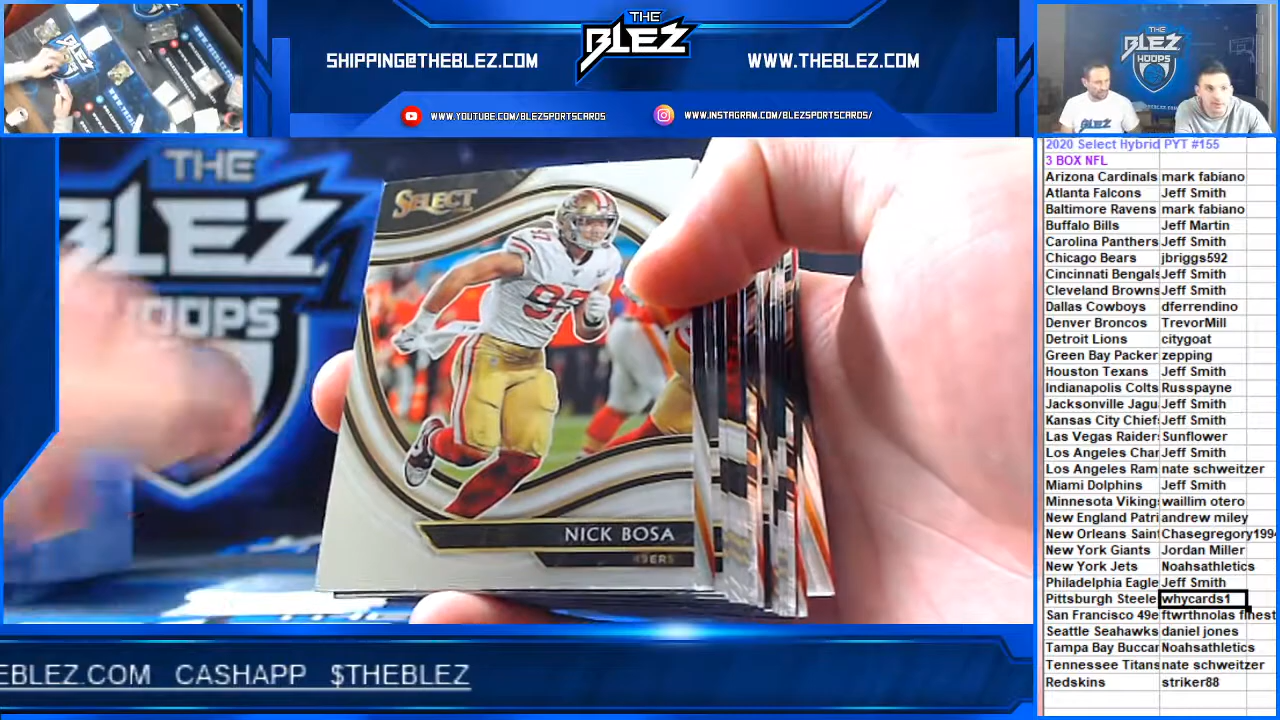 SHIPPING@THEBLEZ.COM
THE
BLEZ
WWW.THEBLEZ.COM
WWW.YOUTUBE.COM/BLEZSPORTSCARDS
WWW.INSTAGRAM.COM/BLEZSPORTSCARDS/
THE
BLEZ
HOOPS
BLEZ
THE
BLEZ
HOOPS
SELECT
97
NICK BOSA
49ERS
2020 Select Hybrid PYT #155
3 BOX NFL
Arizona Cardinals mark fabiano
Atlanta Falcons Jeff Smith
Baltimore Ravens mark fabiano
Buffalo Bills Jeff Martin
Carolina Panthers Jeff Smith
Chicago Bears jbriggs592
Cincinnati Bengals Jeff Smith
Cleveland Browns Jeff Smith
Dallas Cowboys dferrendino
Denver Broncos TrevorMill
Detroit Lions citygoat
Green Bay Packer zepping
Houston Texans Jeff Smith
Indianapolis Colts Russpayne
Jacksonville Jagu Jeff Smith
Kansas City Chief Jeff Smith
Las Vegas Raider Sunflower
Los Angeles Char Jeff Smith
Los Angeles Ram nate schweitzer
Miami Dolphins Jeff Smith
Minnesota Viking waillim otero
New England Patri andrew miley
New Orleans Saint Chasegregory1994
New York Giants Jordan Miller
New York Jets Noahsathletics
Philadelphia Eagle Jeff Smith
Pittsburgh Steele whycards1
San Francisco 49e ftwrthnolas finest
Seattle Seahawks daniel jones
Tampa Bay Buccar Noahsathletics
Tennessee Titans nate schweitzer
Redskins striker88
EBLEZ.COM CASHAPP $THEBLEZ